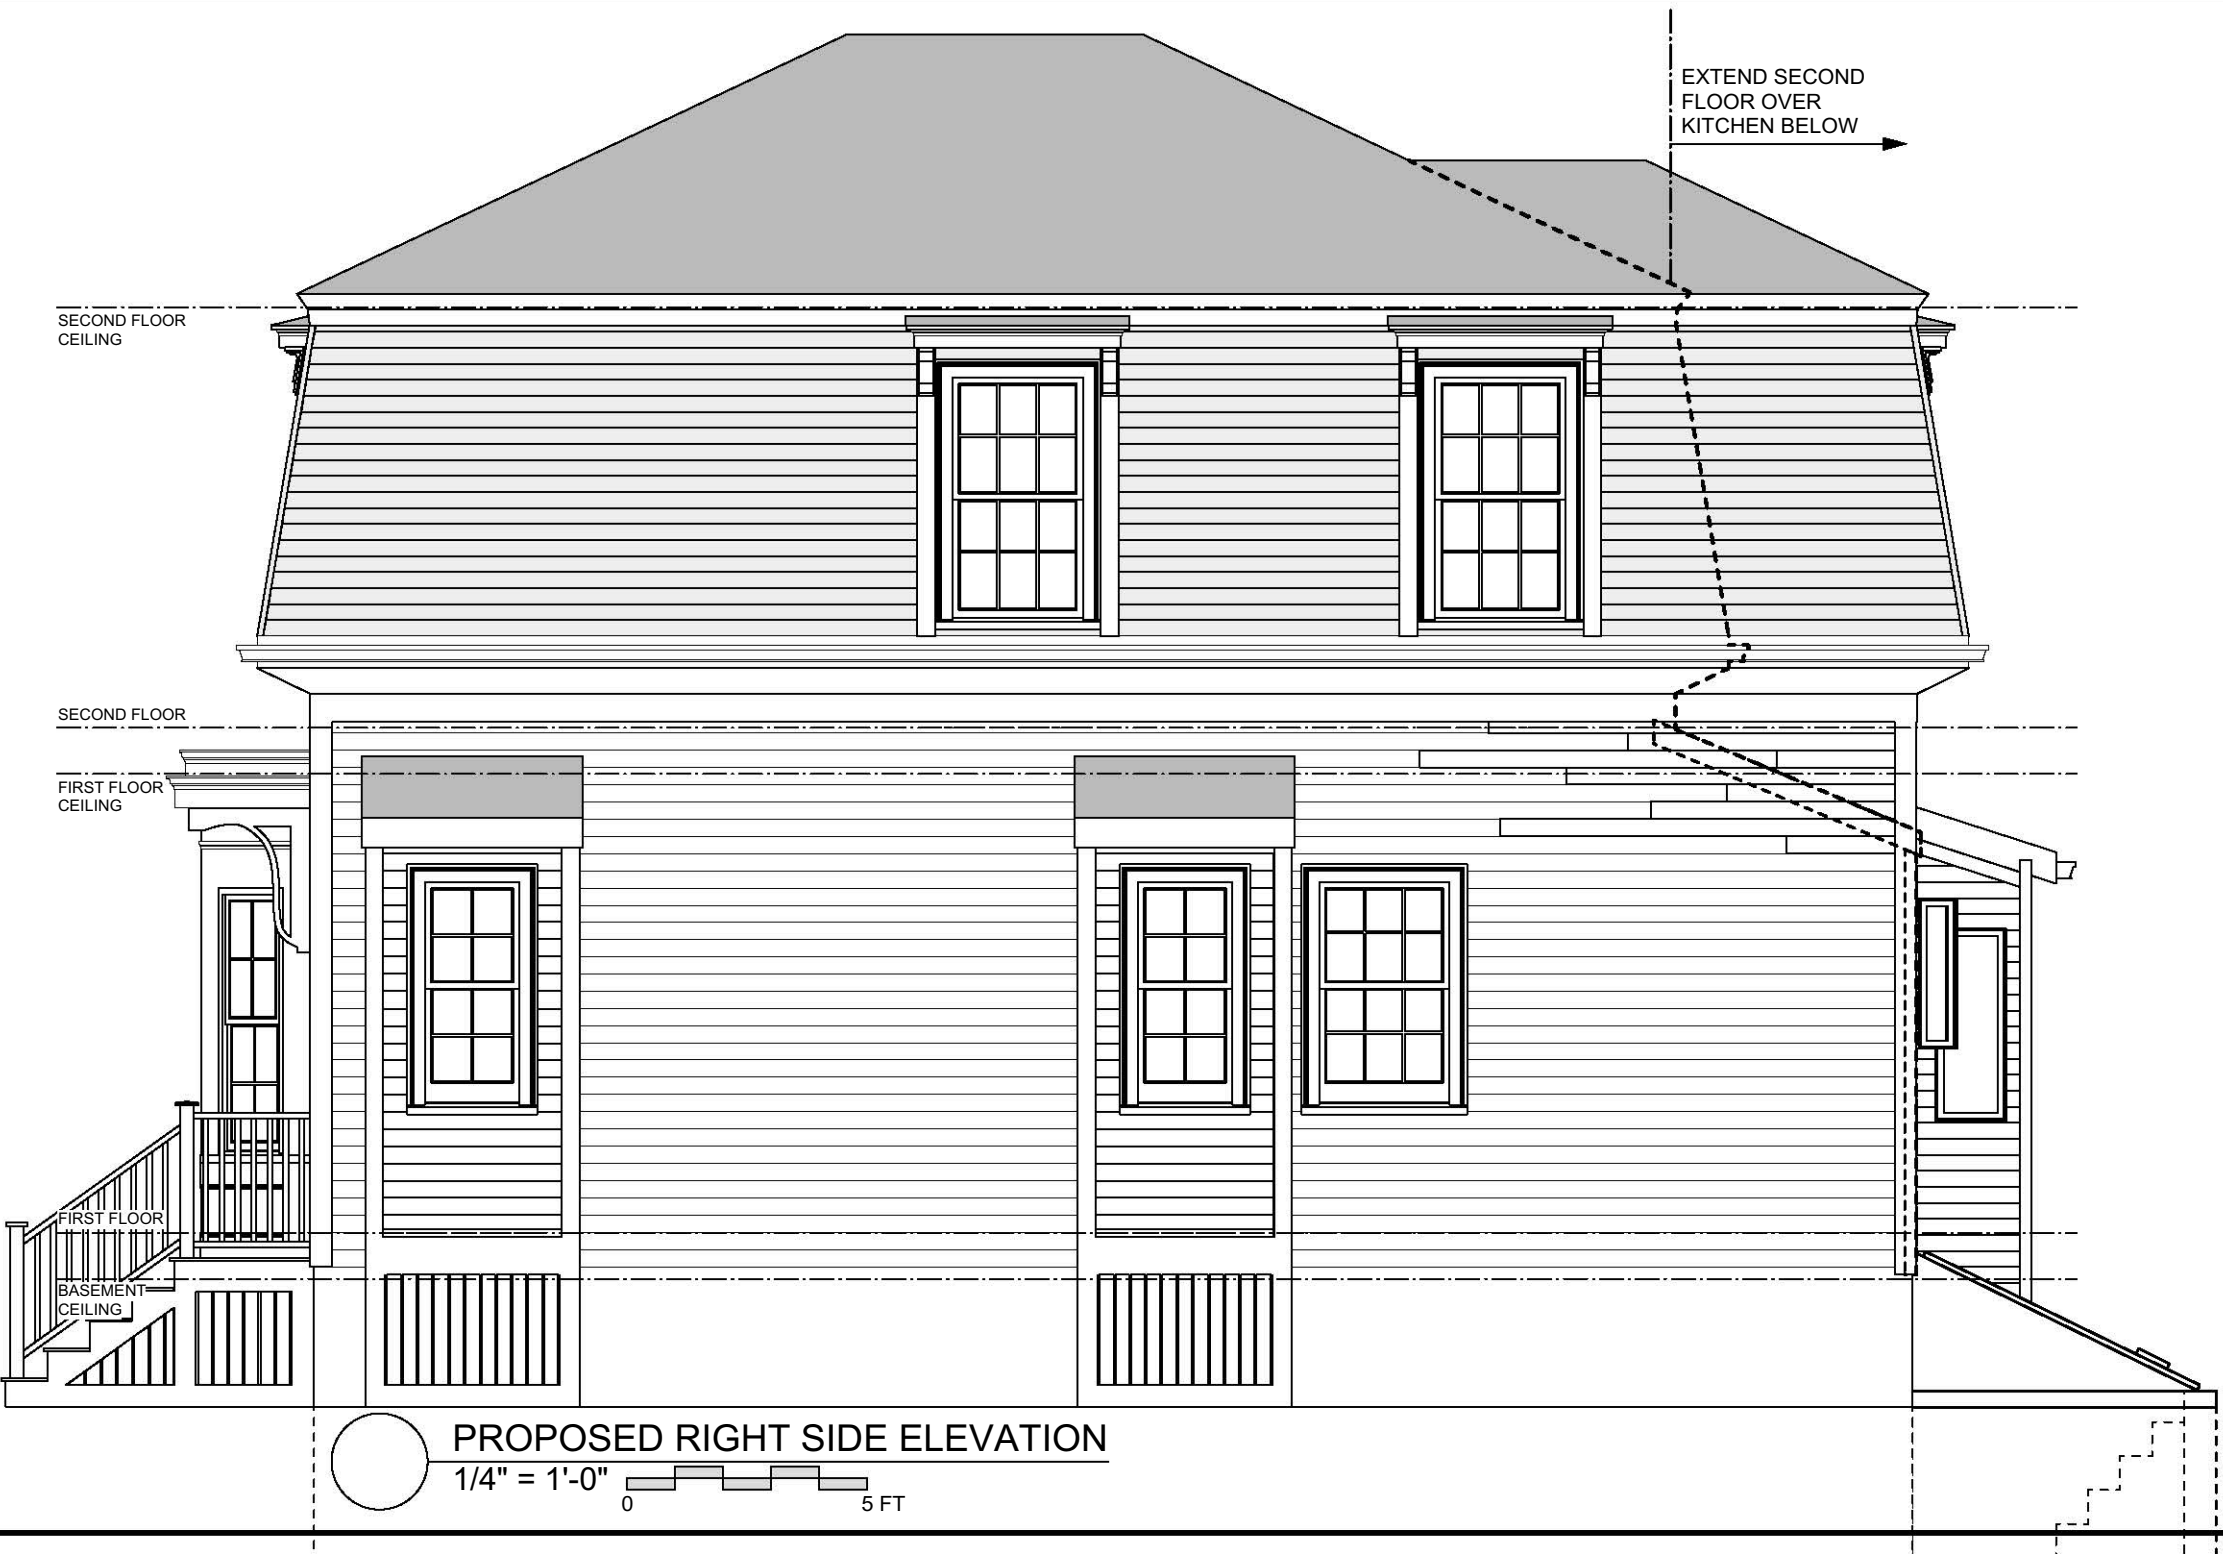 EXTEND SECOND
FLOOR OVER
KITCHEN BELOW
SECOND FLOOR
CEILING
SECOND FLOOR
FIRST FLOOR
CEILING
FIRST FLOOR
BASEMENT
CEILING
PROPOSED RIGHT SIDE ELEVATION
1/4" = 1'-0"
0 5 FT